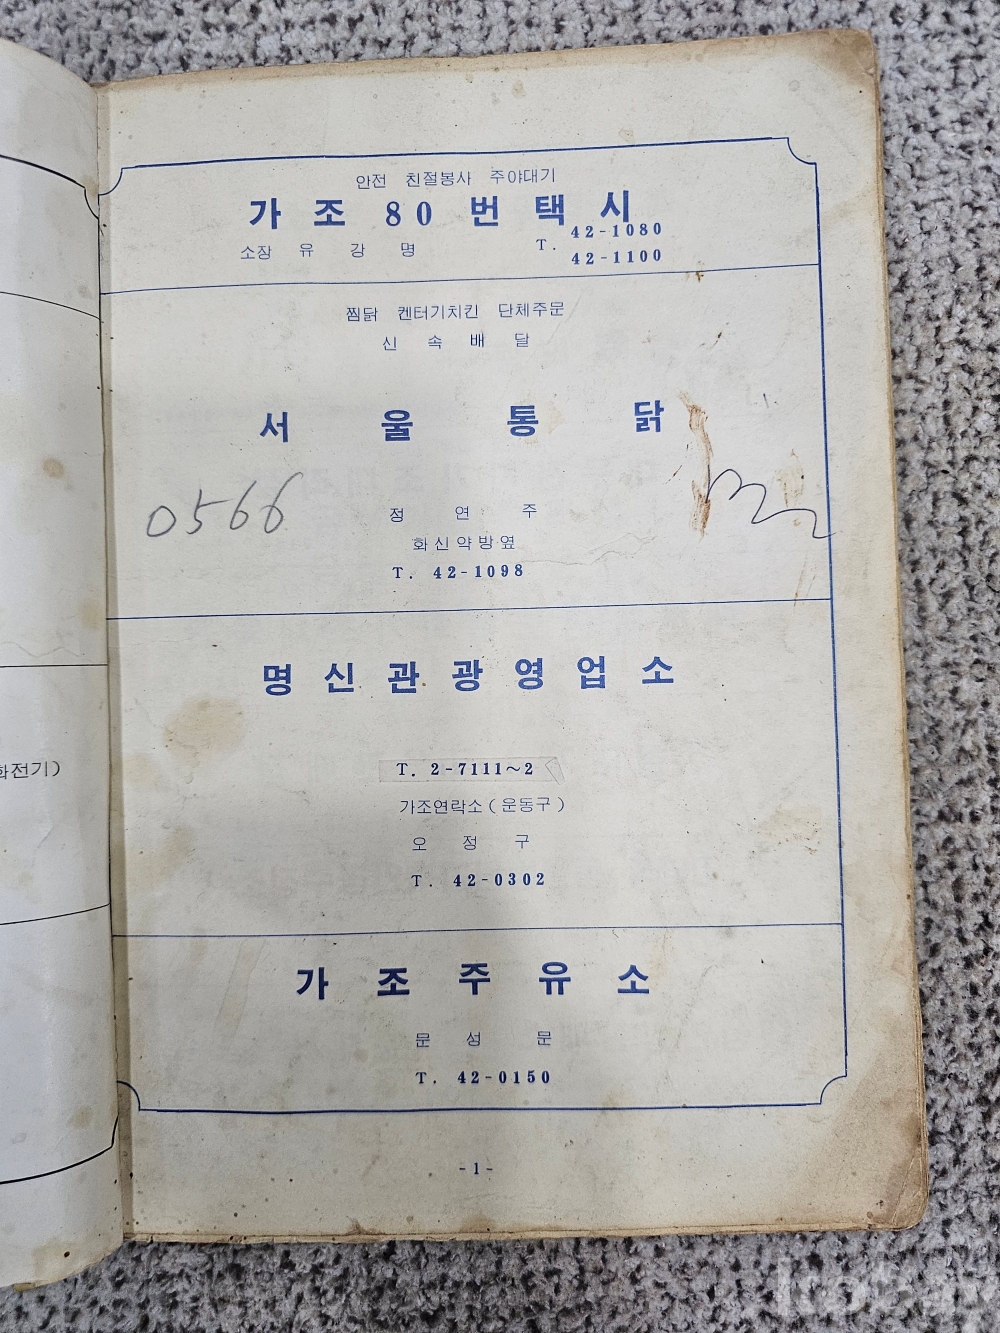 안전 친절봉사 주야대기
가조 80번 택시
소장 유강명 T. 42-1080
42-1100
찜닭 켄터기치킨 단체주문
신속배달
서울통닭
0566
정연주
화신약방옆
T. 42-1098
명신관광영업소
T. 2-7111~2
화전기)
가조연락소(운동구)
오정구
T. 42-0302
가조주유소
문성문
T. 42-0150
-1-